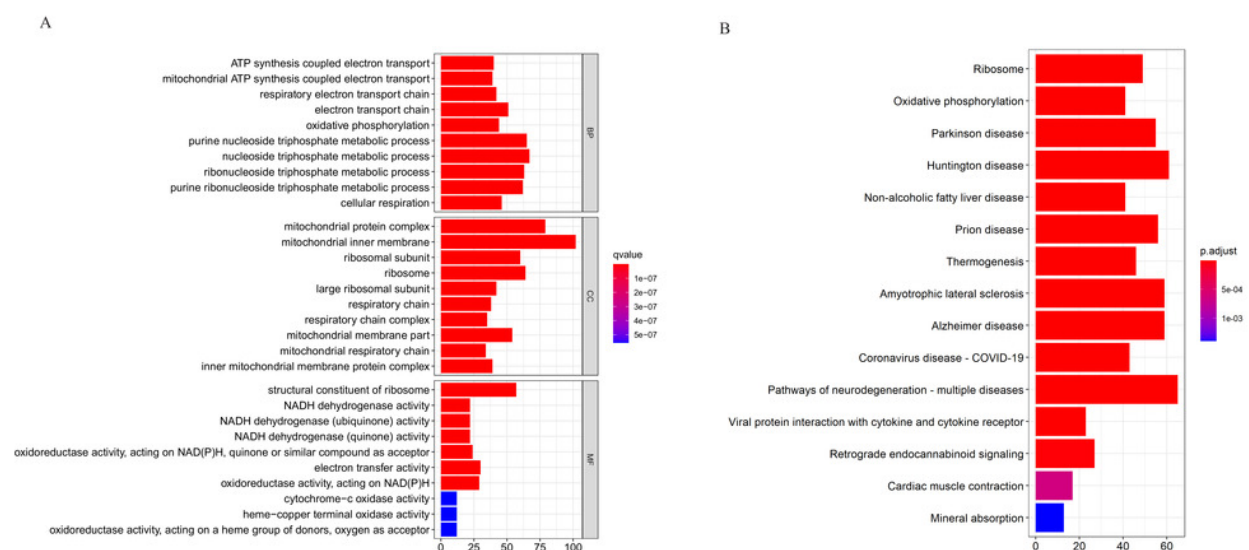 A
ATP synthesis coupled electron transport
mitochondrial ATP synthesis coupled electron transport
respiratory electron transport chain
electron transport chain
oxidative phosphorylation
purine nucleoside triphosphate metabolic process
nucleoside triphosphate metabolic process
ribonucleoside triphosphate metabolic process
purine ribonucleoside triphosphate metabolic process
cellular respiration
BP
mitochondrial protein complex
mitochondrial inner membrane
ribosomal subunit
ribosome
large ribosomal subunit
respiratory chain
respiratory chain complex
mitochondrial membrane part
mitochondrial respiratory chain
inner mitochondrial membrane protein complex
CC
structural constituent of ribosome
NADH dehydrogenase activity
NADH dehydrogenase (ubiquinone) activity
NADH dehydrogenase (quinone) activity
oxidoreductase activity, acting on NAD(P)H, quinone or similar compound as acceptor
electron transfer activity
oxidoreductase activity, acting on NAD(P)H
cytochrome-c oxidase activity
heme-copper terminal oxidase activity
oxidoreductase activity, acting on a heme group of donors, oxygen as acceptor
MF
0 25 50 75 100
qvalue
1e-07
2e-07
3e-07
4e-07
5e-07
B
Ribosome
Oxidative phosphorylation
Parkinson disease
Huntington disease
Non-alcoholic fatty liver disease
Prion disease
Thermogenesis
Amyotrophic lateral sclerosis
Alzheimer disease
Coronavirus disease - COVID-19
Pathways of neurodegeneration - multiple diseases
Viral protein interaction with cytokine and cytokine receptor
Retrograde endocannabinoid signaling
Cardiac muscle contraction
Mineral absorption
0 20 40 60
p.adjust
5e-04
1e-03